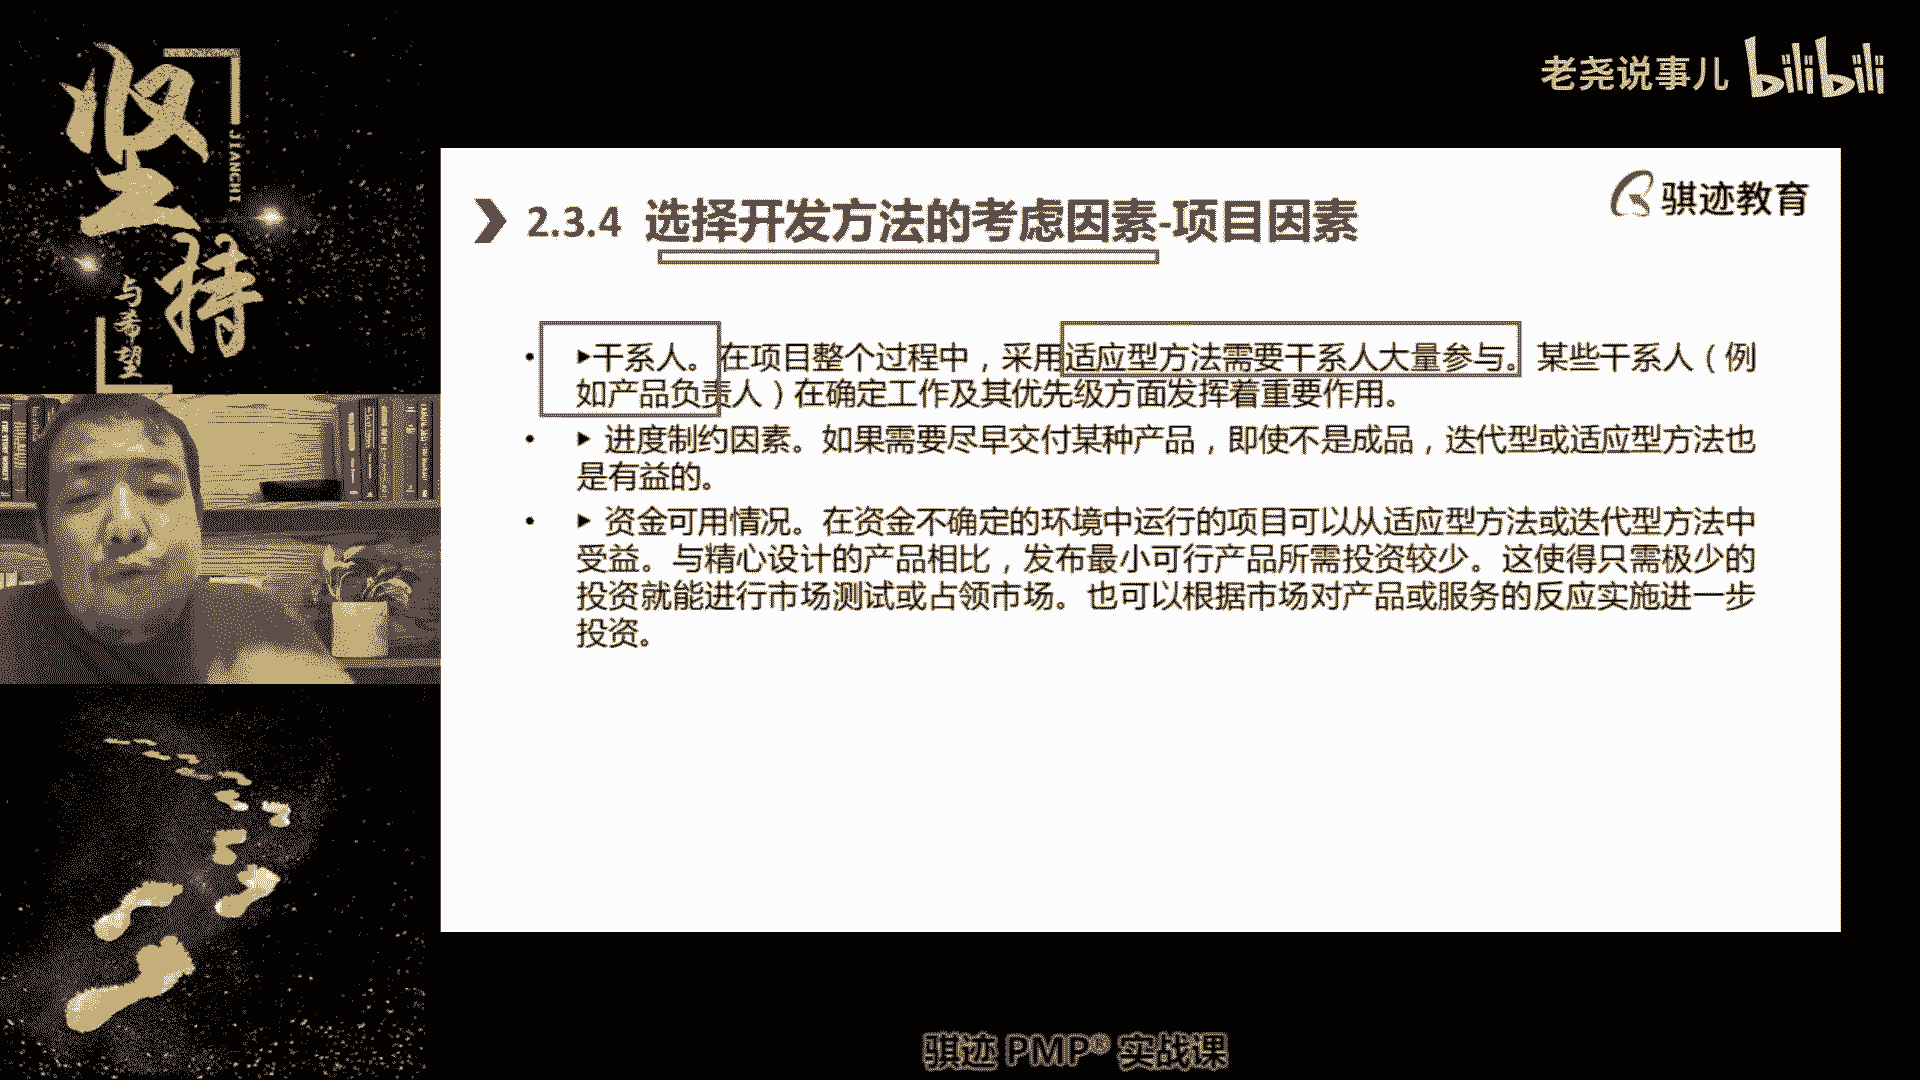 坚
持
JIANCHI
与希望
老尧说事儿 bilibili
骐迹教育
2.3.4 选择开发方法的考虑因素-项目因素
• ▶干系人。在项目整个过程中，采用适应型方法需要干系人大量参与。某些干系人（例
如产品负责人）在确定工作及其优先级方面发挥着重要作用。
• ▶ 进度制约因素。如果需要尽早交付某种产品，即使不是成品，迭代型或适应型方法也
是有益的。
• ▶ 资金可用情况。在资金不确定的环境中运行的项目可以从适应型方法或迭代型方法中
受益。与精心设计的产品相比，发布最小可行产品所需投资较少。这使得只需极少的
投资就能进行市场测试或占领市场。也可以根据市场对产品或服务的反应实施进一步
投资。
骐迹 PMP® 实战课